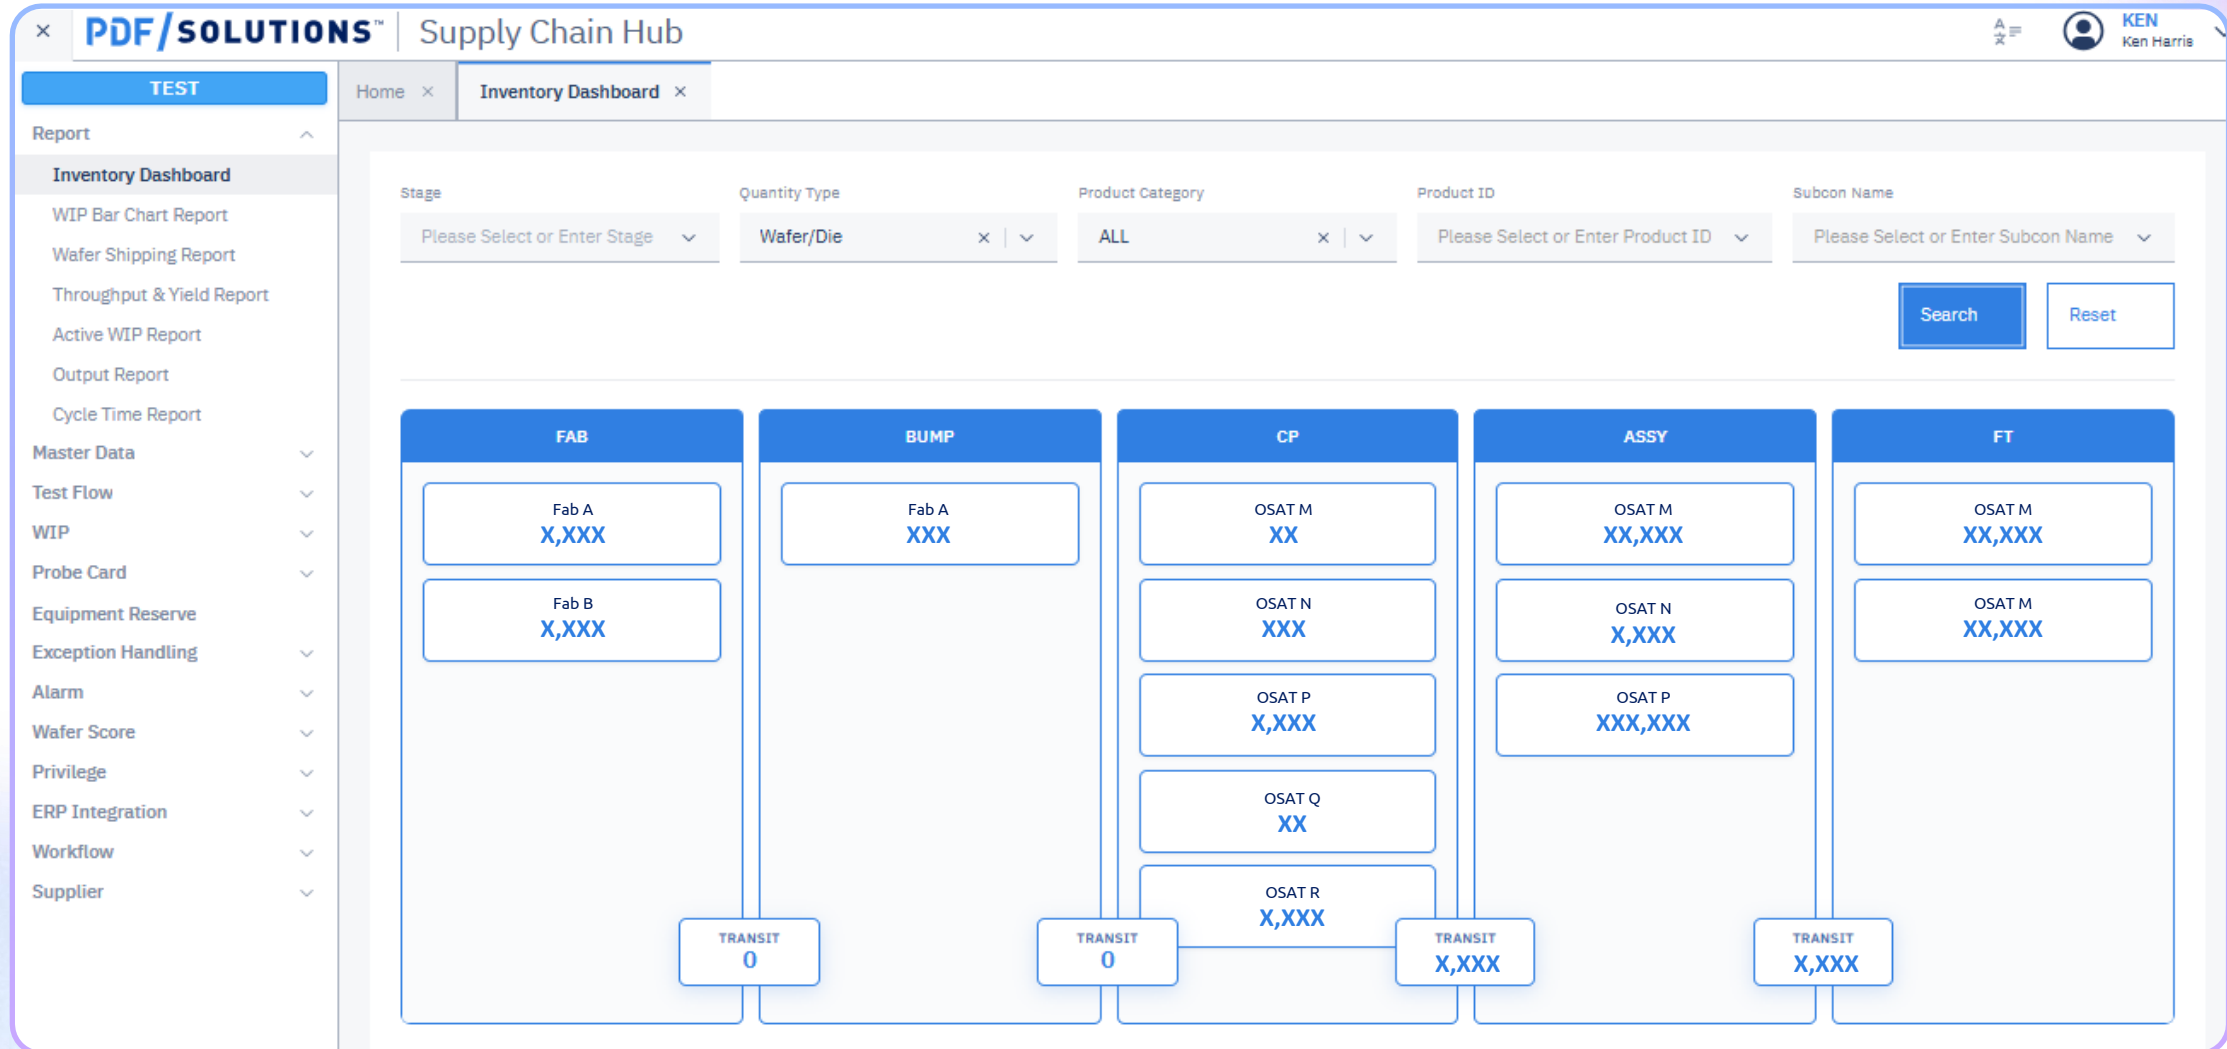 PDF/SOLUTIONS™ | Supply Chain Hub
KEN
Ken Harris
TEST
Report
Inventory Dashboard
WIP Bar Chart Report
Wafer Shipping Report
Throughput & Yield Report
Active WIP Report
Output Report
Cycle Time Report
Master Data
Test Flow
WIP
Probe Card
Equipment Reserve
Exception Handling
Alarm
Wafer Score
Privilege
ERP Integration
Workflow
Supplier
Home
Inventory Dashboard
Stage
Please Select or Enter Stage
Quantity Type
Wafer/Die
Product Category
ALL
Product ID
Please Select or Enter Product ID
Subcon Name
Please Select or Enter Subcon Name
Search
Reset
FAB
Fab A
X,XXX
Fab B
X,XXX
TRANSIT
0
BUMP
Fab A
XXX
TRANSIT
0
CP
OSAT M
XX
OSAT N
XXX
OSAT P
X,XXX
OSAT Q
XX
OSAT R
X,XXX
TRANSIT
X,XXX
ASSY
OSAT M
XX,XXX
OSAT N
X,XXX
OSAT P
XXX,XXX
TRANSIT
X,XXX
FT
OSAT M
XX,XXX
OSAT M
XX,XXX